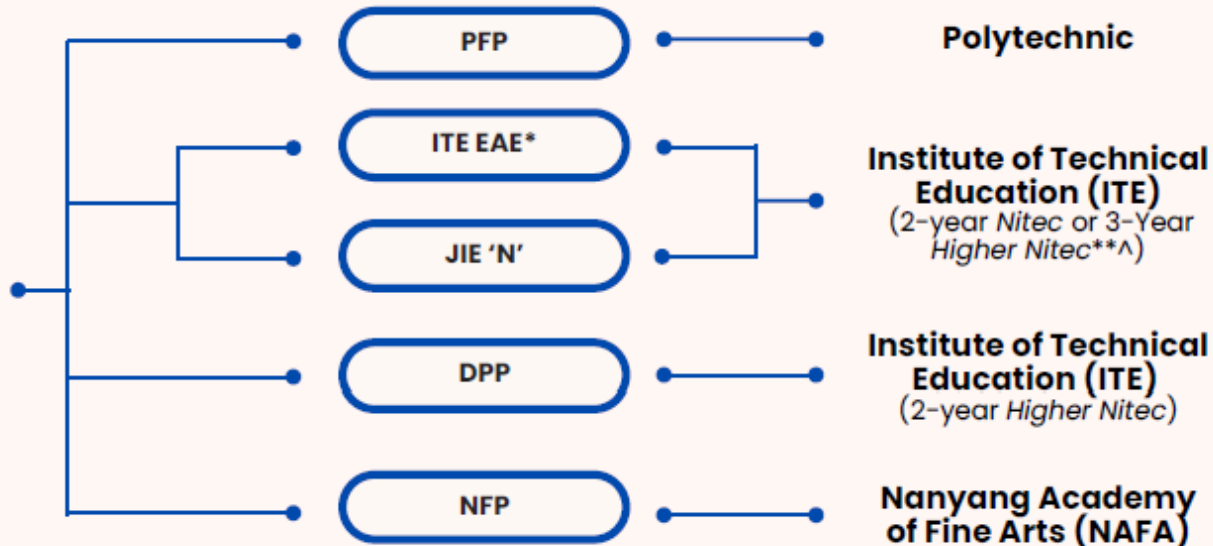 PFP
Polytechnic
ITE EAE*
JIE ‘N’
Institute of Technical
Education (ITE)
(2-year Nitec or 3-Year
Higher Nitec**^)
DPP
Institute of Technical
Education (ITE)
(2-year Higher Nitec)
NFP
Nanyang Academy
of Fine Arts (NAFA)